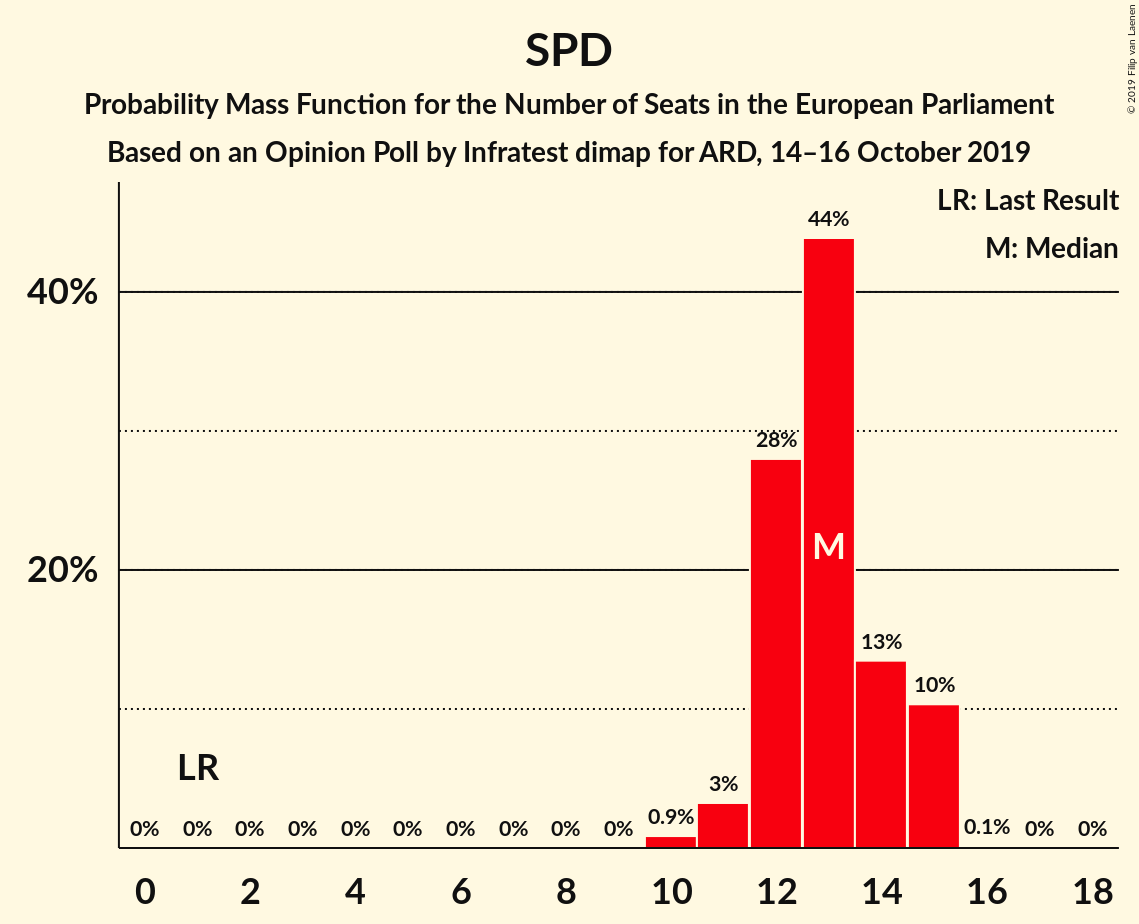 SPD
Probability Mass Function for the Number of Seats in the European Parliament
Based on an Opinion Poll by Infratest dimap for ARD, 14–16 October 2019
© 2019 Filip van Laenen
LR: Last Result
M: Median
44%
40%
28%
M
20%
13%
10%
LR
3%
0% 0% 0% 0% 0% 0% 0% 0% 0% 0% 0.9% 0.1% 0% 0%
0 2 4 6 8 10 12 14 16 18